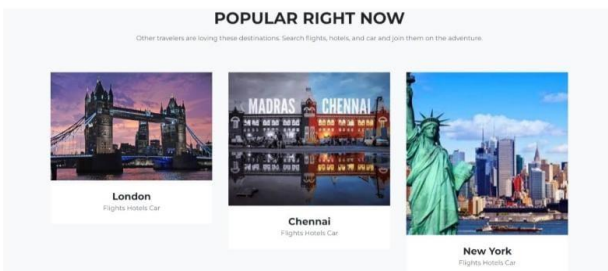 POPULAR RIGHT NOW
Other travelers are loving these destinations. Search flights, hotels, and car and join them on the adventure.
MADRAS CHENNAI
London
Flights Hotels Car
Chennai
Flights Hotels Car
New York
Flights Hotels Car